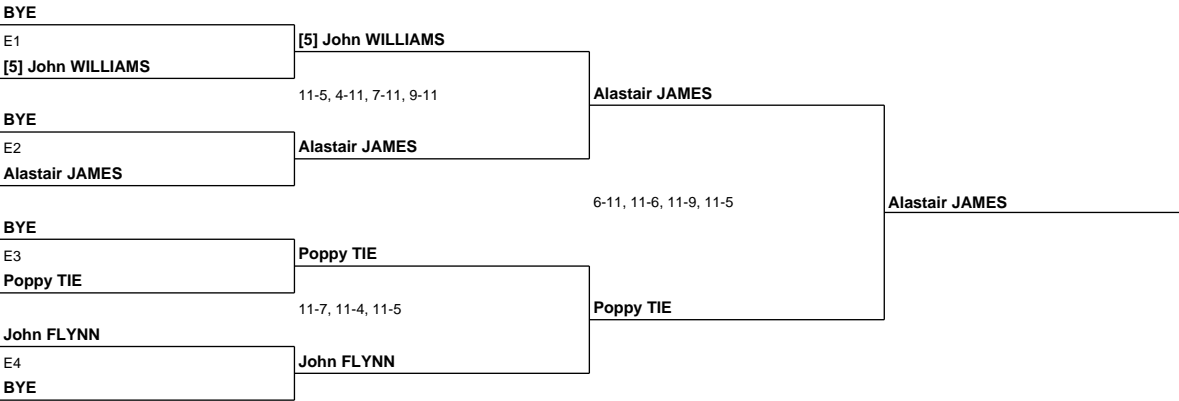 BYE
E1
[5] John WILLIAMS
[5] John WILLIAMS
11-5, 4-11, 7-11, 9-11
Alastair JAMES
BYE
E2
Alastair JAMES
Alastair JAMES
6-11, 11-6, 11-9, 11-5
Alastair JAMES
BYE
E3
Poppy TIE
Poppy TIE
11-7, 11-4, 11-5
Poppy TIE
John FLYNN
E4
John FLYNN
BYE